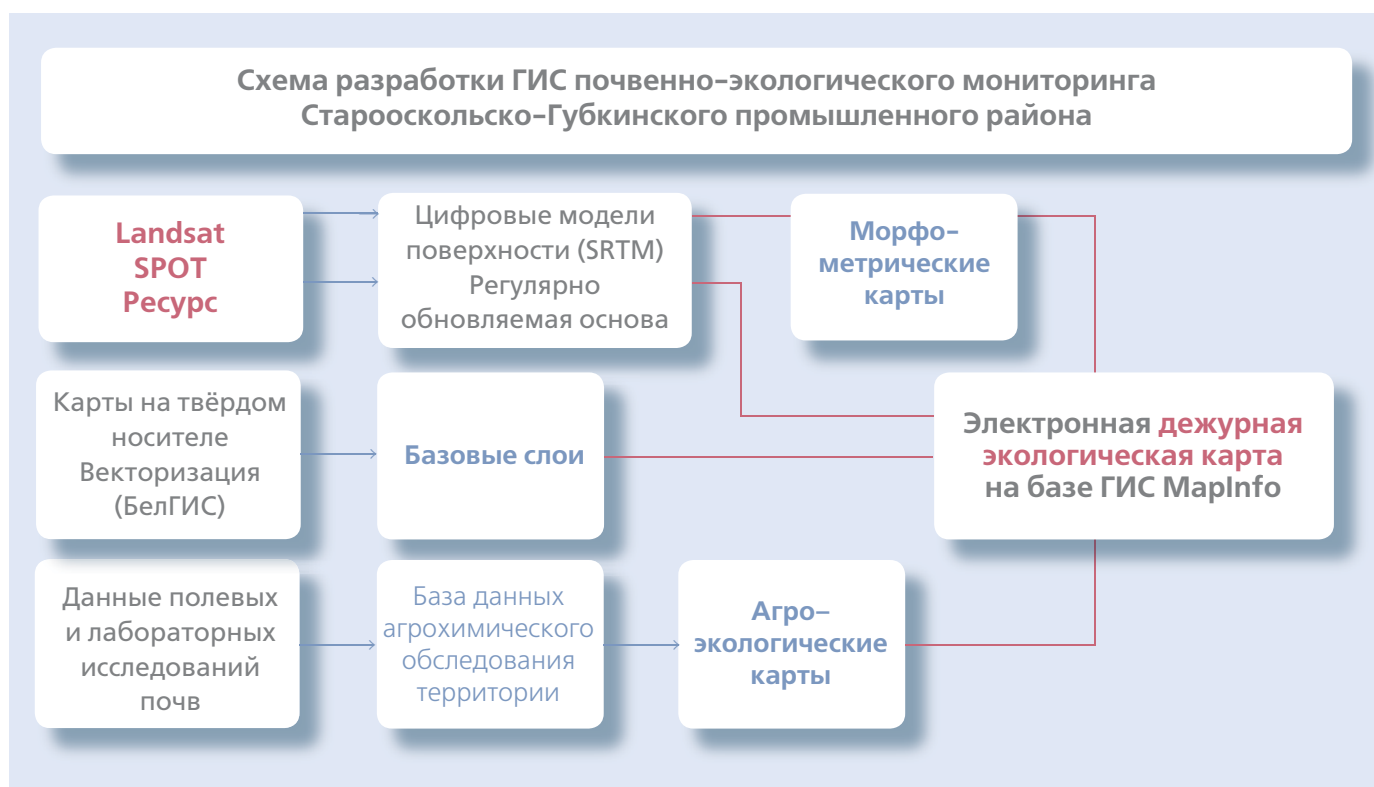 Схема разработки ГИС почвенно–экологического мониторинга
Старооскольско–Губкинского промышленного района
Landsat
SPOT
Ресурс
Цифровые модели
поверхности (SRTM)
Регулярно
обновляемая основа
Морфо–
метрические
карты
Карты на твёрдом
носителе
Векторизация
(БелГИС)
Базовые слои
Электронная дежурная
экологическая карта
на базе ГИС MapInfo
Данные полевых
и лабораторных
исследований
почв
База данных
агрохимического
обследования
территории
Агро–
экологические
карты